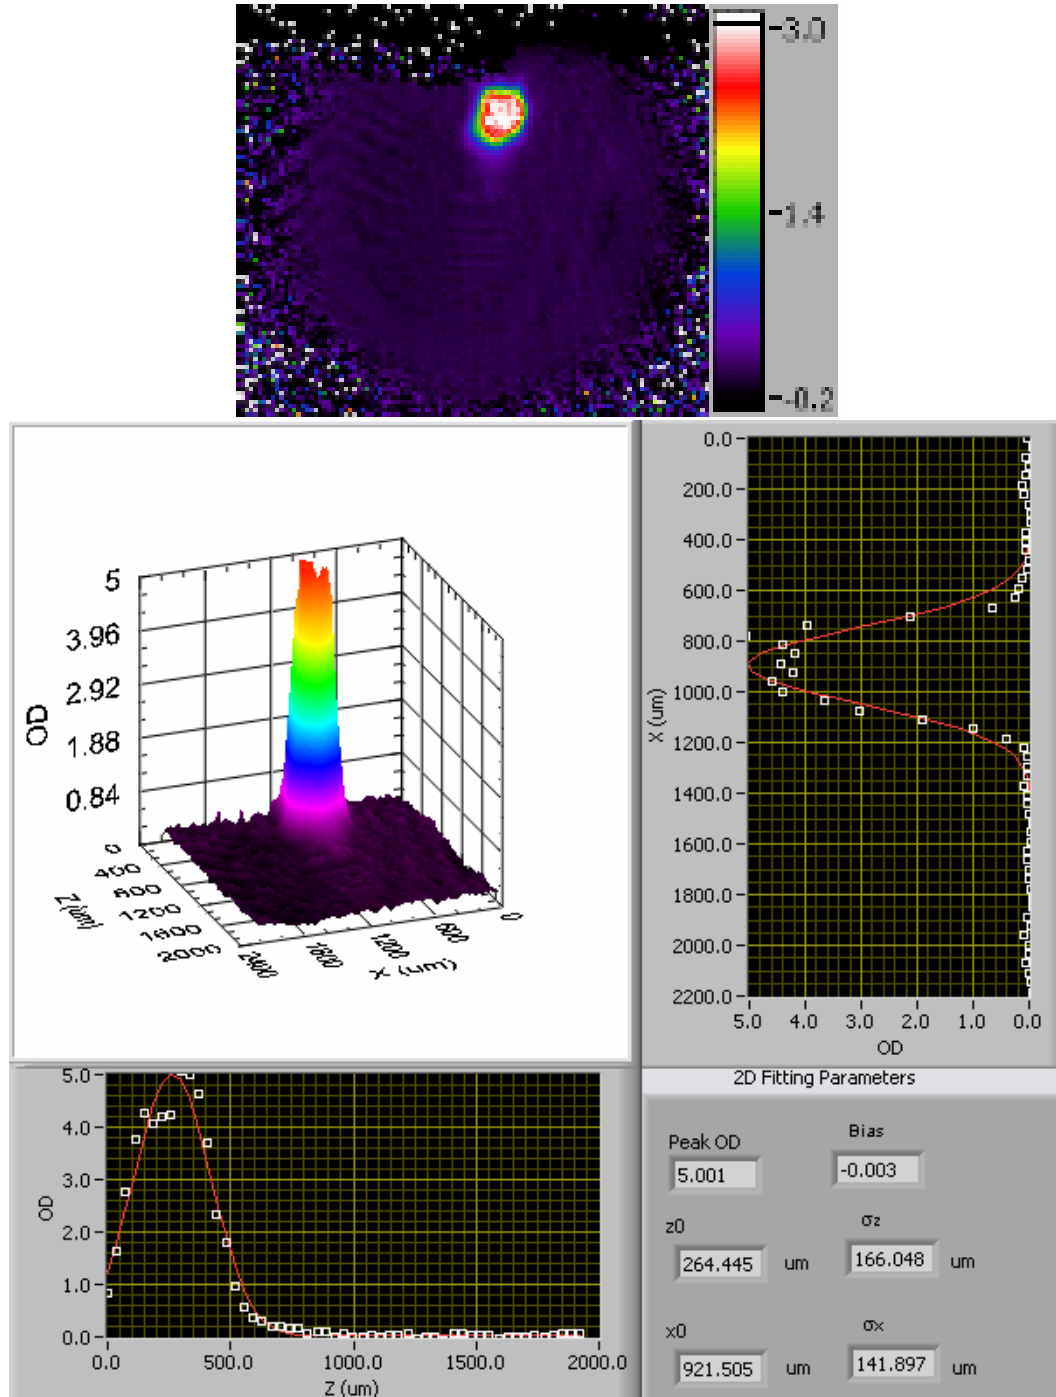 3.0
1.4
-0.2
5
3.96
2.92
1.88
0.84
0
OD
400
800
1200
1600
2000
Z (um)
2400
1800
1200
600
0
X (um)
0.0
200.0
400.0
600.0
800.0
1000.0
1200.0
1400.0
1600.0
1800.0
2000.0
2200.0
X (um)
5.0 4.0 3.0 2.0 1.0 0.0
OD
5.0
4.0
3.0
2.0
1.0
0.0
OD
0.0 500.0 1000.0 1500.0 2000.0
Z (um)
2D Fitting Parameters
Peak OD Bias
5.001 -0.003
z0 σz
264.445 um 166.048 um
x0 σx
921.505 um 141.897 um